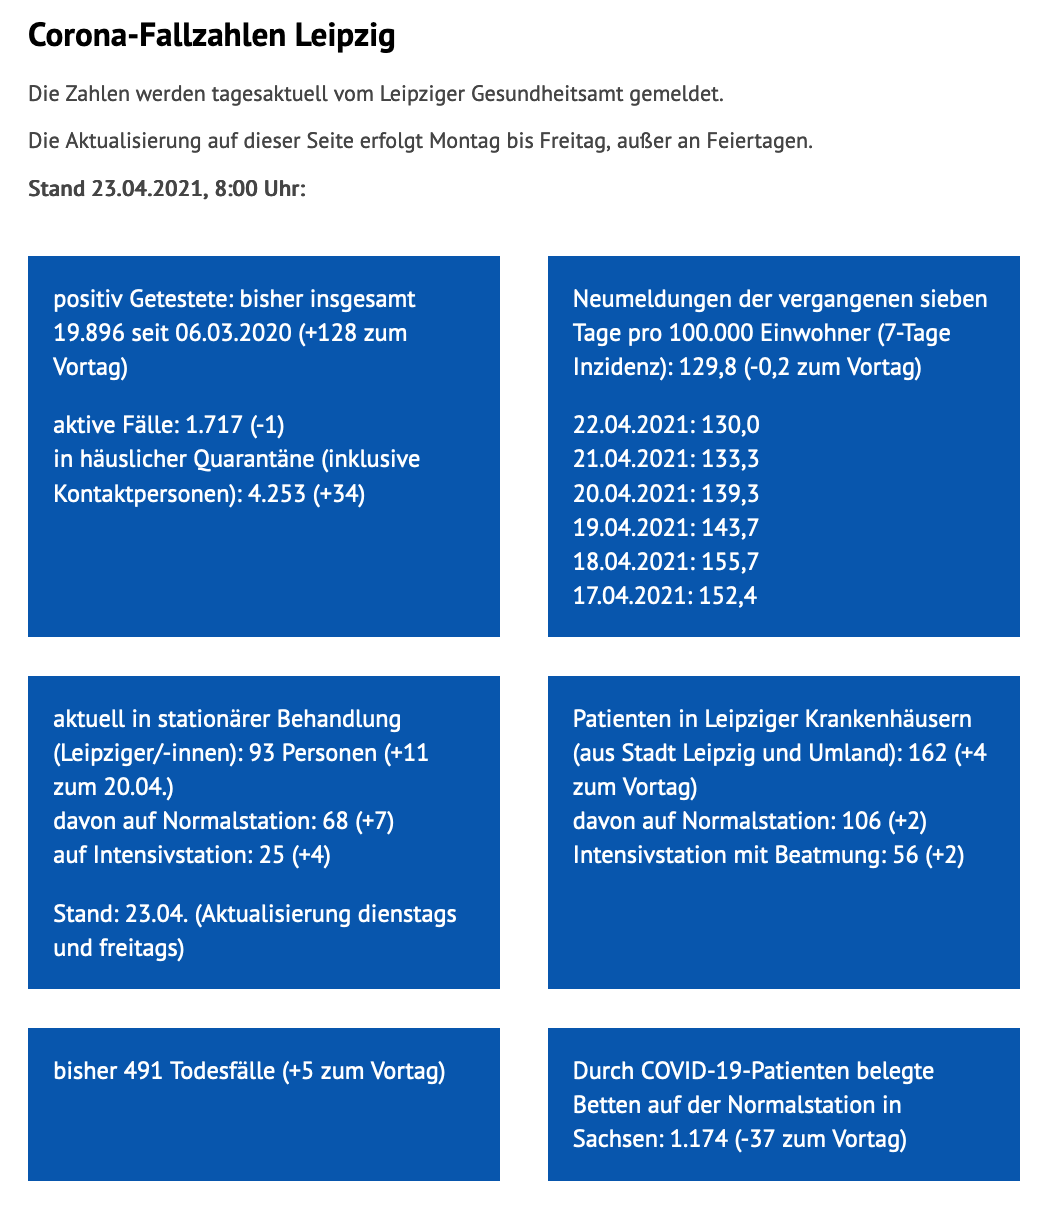 Corona-Fallzahlen Leipzig
Die Zahlen werden tagesaktuell vom Leipziger Gesundheitsamt gemeldet.
Die Aktualisierung auf dieser Seite erfolgt Montag bis Freitag, außer an Feiertagen.
Stand 23.04.2021, 8:00 Uhr:
positiv Getestete: bisher insgesamt
19.896 seit 06.03.2020 (+128 zum
Vortag)
aktive Fälle: 1.717 (-1)
in häuslicher Quarantäne (inklusive
Kontaktpersonen): 4.253 (+34)
Neumeldungen der vergangenen sieben
Tage pro 100.000 Einwohner (7-Tage
Inzidenz): 129,8 (-0,2 zum Vortag)
22.04.2021: 130,0
21.04.2021: 133,3
20.04.2021: 139,3
19.04.2021: 143,7
18.04.2021: 155,7
17.04.2021: 152,4
aktuell in stationärer Behandlung
(Leipziger/-innen): 93 Personen (+11
zum 20.04.)
davon auf Normalstation: 68 (+7)
auf Intensivstation: 25 (+4)
Stand: 23.04. (Aktualisierung dienstags
und freitags)
Patienten in Leipziger Krankenhäusern
(aus Stadt Leipzig und Umland): 162 (+4
zum Vortag)
davon auf Normalstation: 106 (+2)
Intensivstation mit Beatmung: 56 (+2)
bisher 491 Todesfälle (+5 zum Vortag)
Durch COVID-19-Patienten belegte
Betten auf der Normalstation in
Sachsen: 1.174 (-37 zum Vortag)